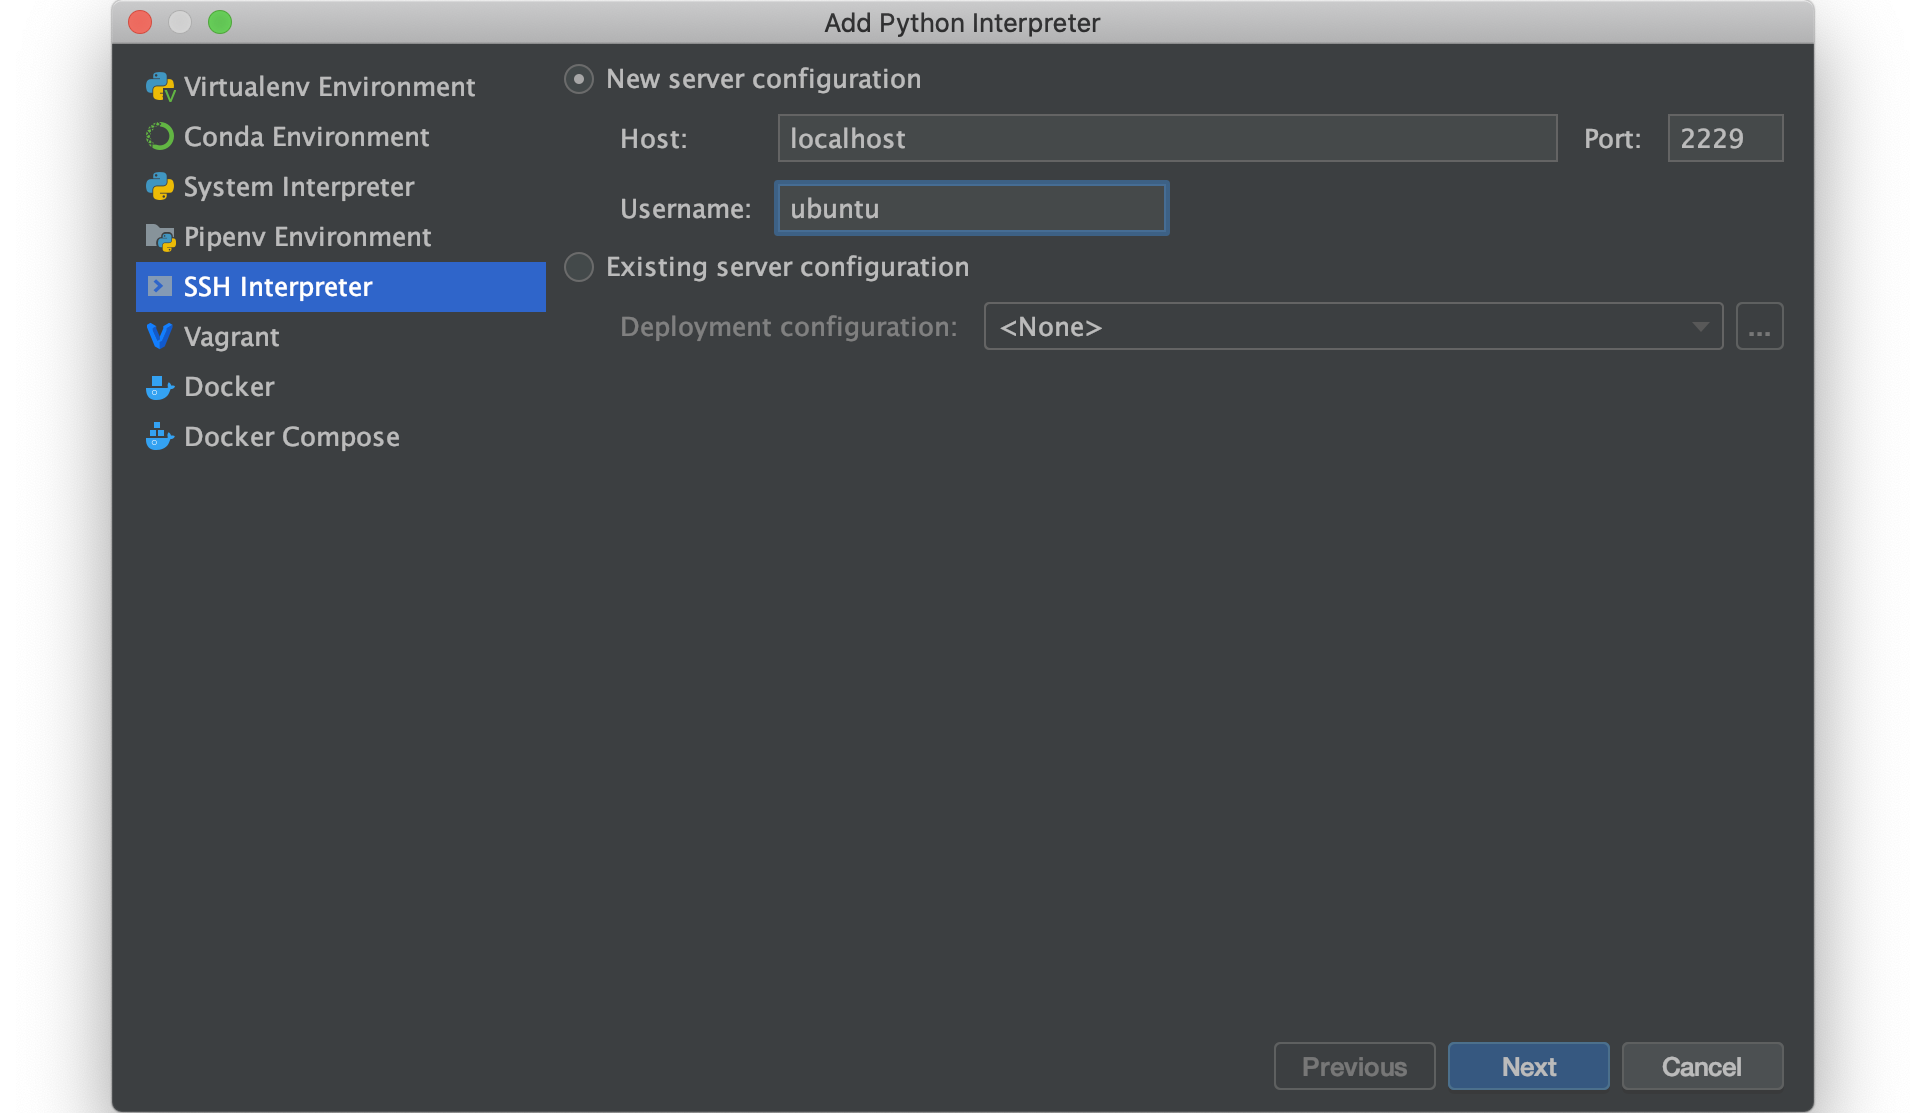 Add Python Interpreter
Virtualenv Environment
Conda Environment
System Interpreter
Pipenv Environment
SSH Interpreter
Vagrant
Docker
Docker Compose
New server configuration
Host: localhost Port: 2229
Username: ubuntu
Existing server configuration
Deployment configuration: <None> ...
Previous Next Cancel